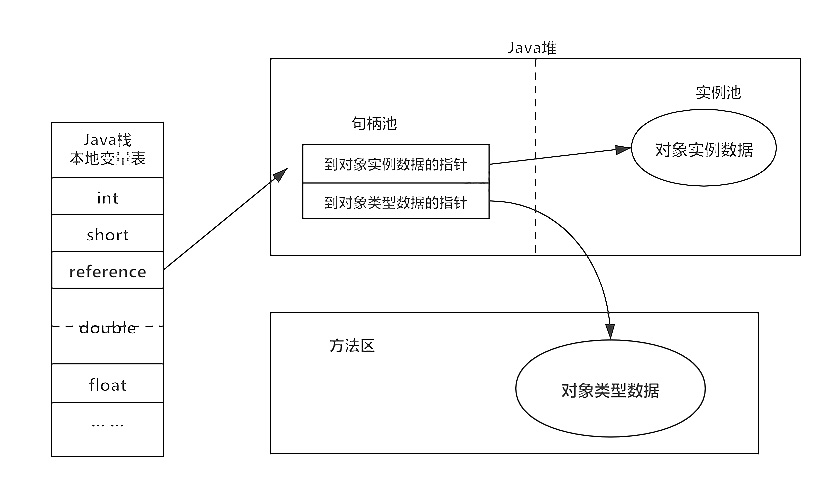 Java堆
实例池
句柄池
Java栈
本地变量表
到对象实例数据的指针
对象实例数据
int
到对象类型数据的指针
short
reference
double
方法区
float
对象类型数据
... ...